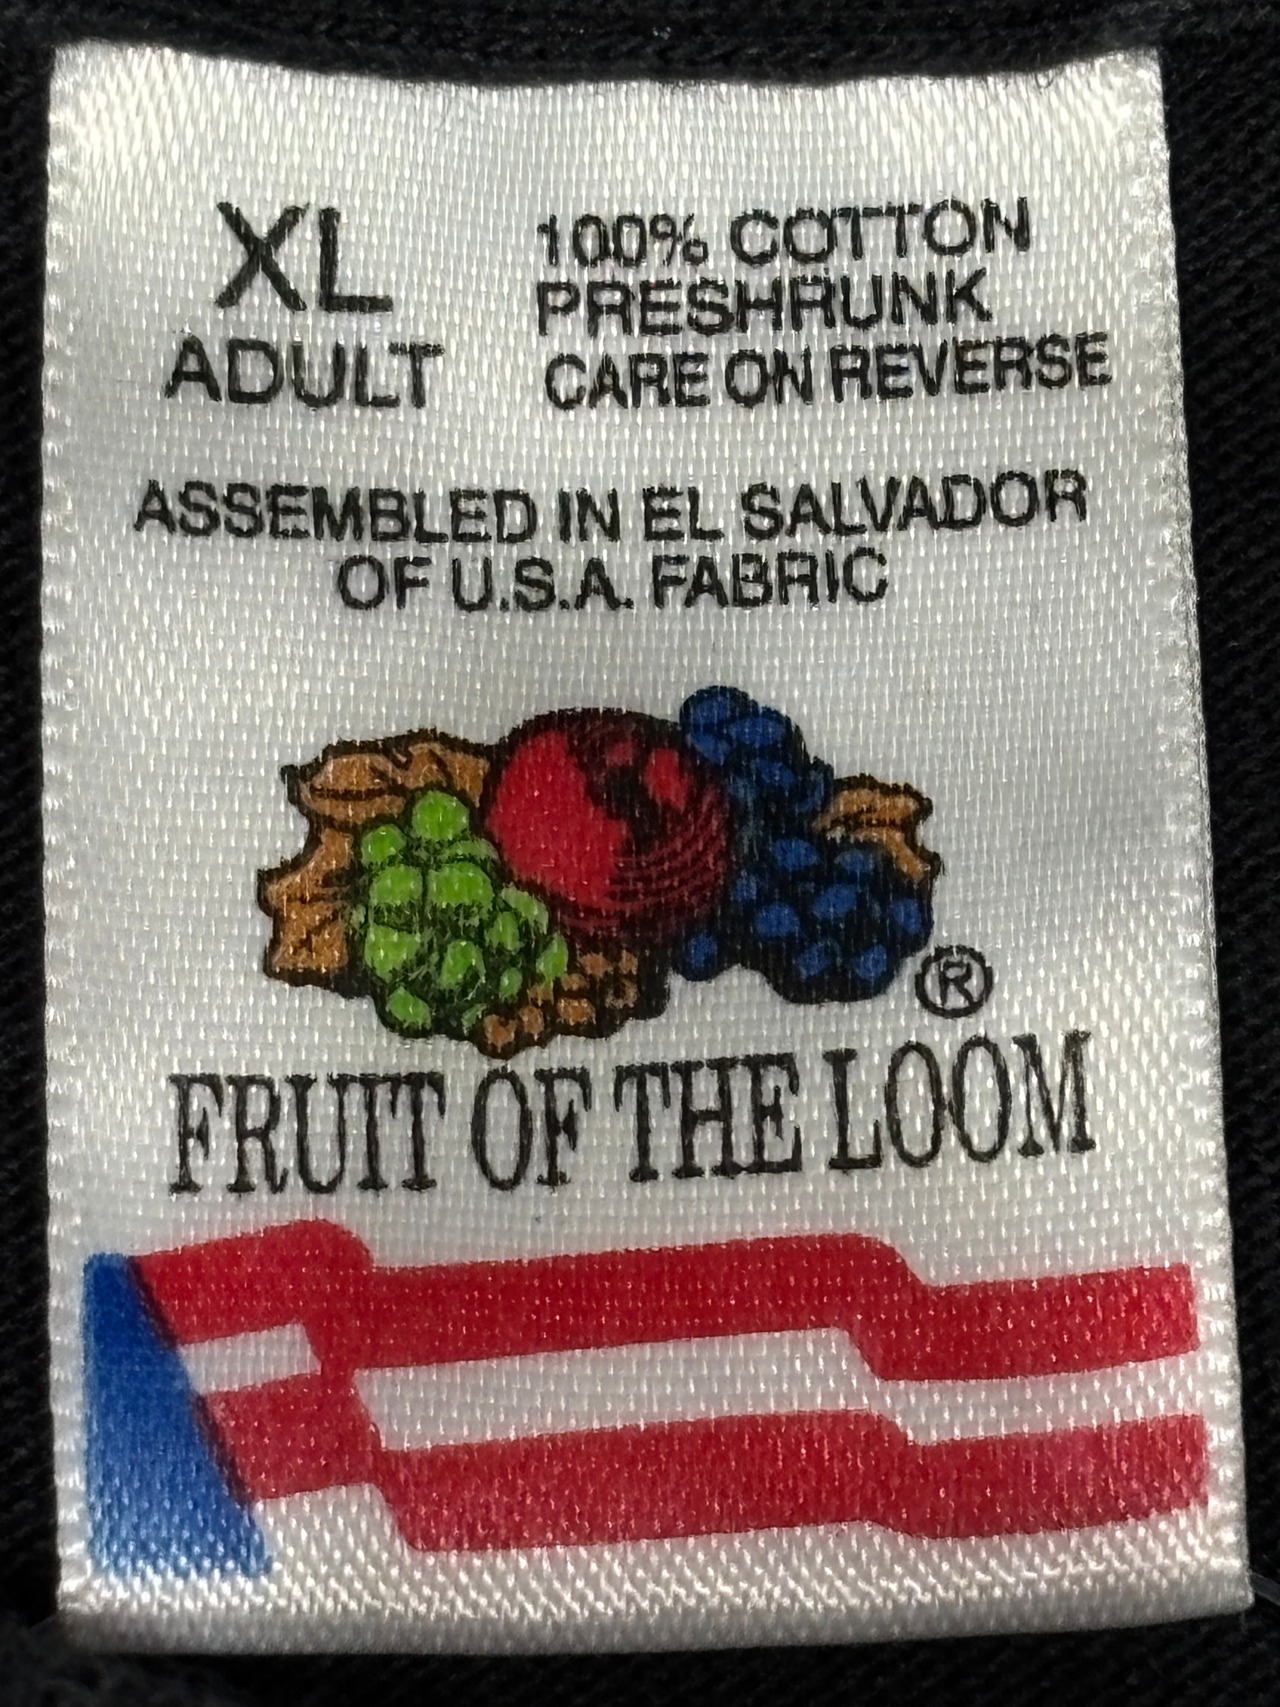 XL
ADULT
100% COTTON
PRESHRUNK
CARE ON REVERSE
ASSEMBLED IN EL SALVADOR
OF U.S.A. FABRIC
®
FRUIT OF THE LOOM